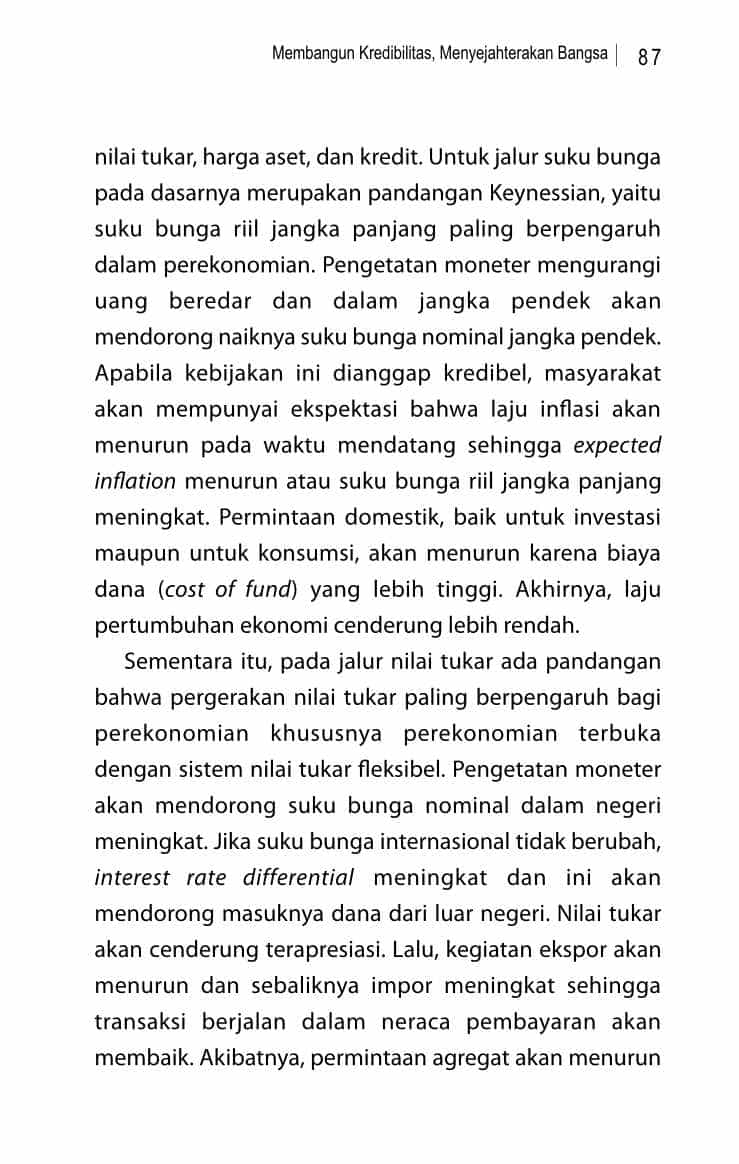 Membangun Kredibilitas, Menyejahterakan Bangsa | 87
nilai tukar, harga aset, dan kredit. Untuk jalur suku bunga
pada dasarnya merupakan pandangan Keynessian, yaitu
suku bunga riil jangka panjang paling berpengaruh
dalam perekonomian. Pengetatan moneter mengurangi
uang beredar dan dalam jangka pendek akan
mendorong naiknya suku bunga nominal jangka pendek.
Apabila kebijakan ini dianggap kredibel, masyarakat
akan mempunyai ekspektasi bahwa laju inflasi akan
menurun pada waktu mendatang sehingga expected
inflation menurun atau suku bunga riil jangka panjang
meningkat. Permintaan domestik, baik untuk investasi
maupun untuk konsumsi, akan menurun karena biaya
dana (cost of fund) yang lebih tinggi. Akhirnya, laju
pertumbuhan ekonomi cenderung lebih rendah.
Sementara itu, pada jalur nilai tukar ada pandangan
bahwa pergerakan nilai tukar paling berpengaruh bagi
perekonomian khususnya perekonomian terbuka
dengan sistem nilai tukar fleksibel. Pengetatan moneter
akan mendorong suku bunga nominal dalam negeri
meningkat. Jika suku bunga internasional tidak berubah,
interest rate differential meningkat dan ini akan
mendorong masuknya dana dari luar negeri. Nilai tukar
akan cenderung terapresiasi. Lalu, kegiatan ekspor akan
menurun dan sebaliknya impor meningkat sehingga
transaksi berjalan dalam neraca pembayaran akan
membaik. Akibatnya, permintaan agregat akan menurun